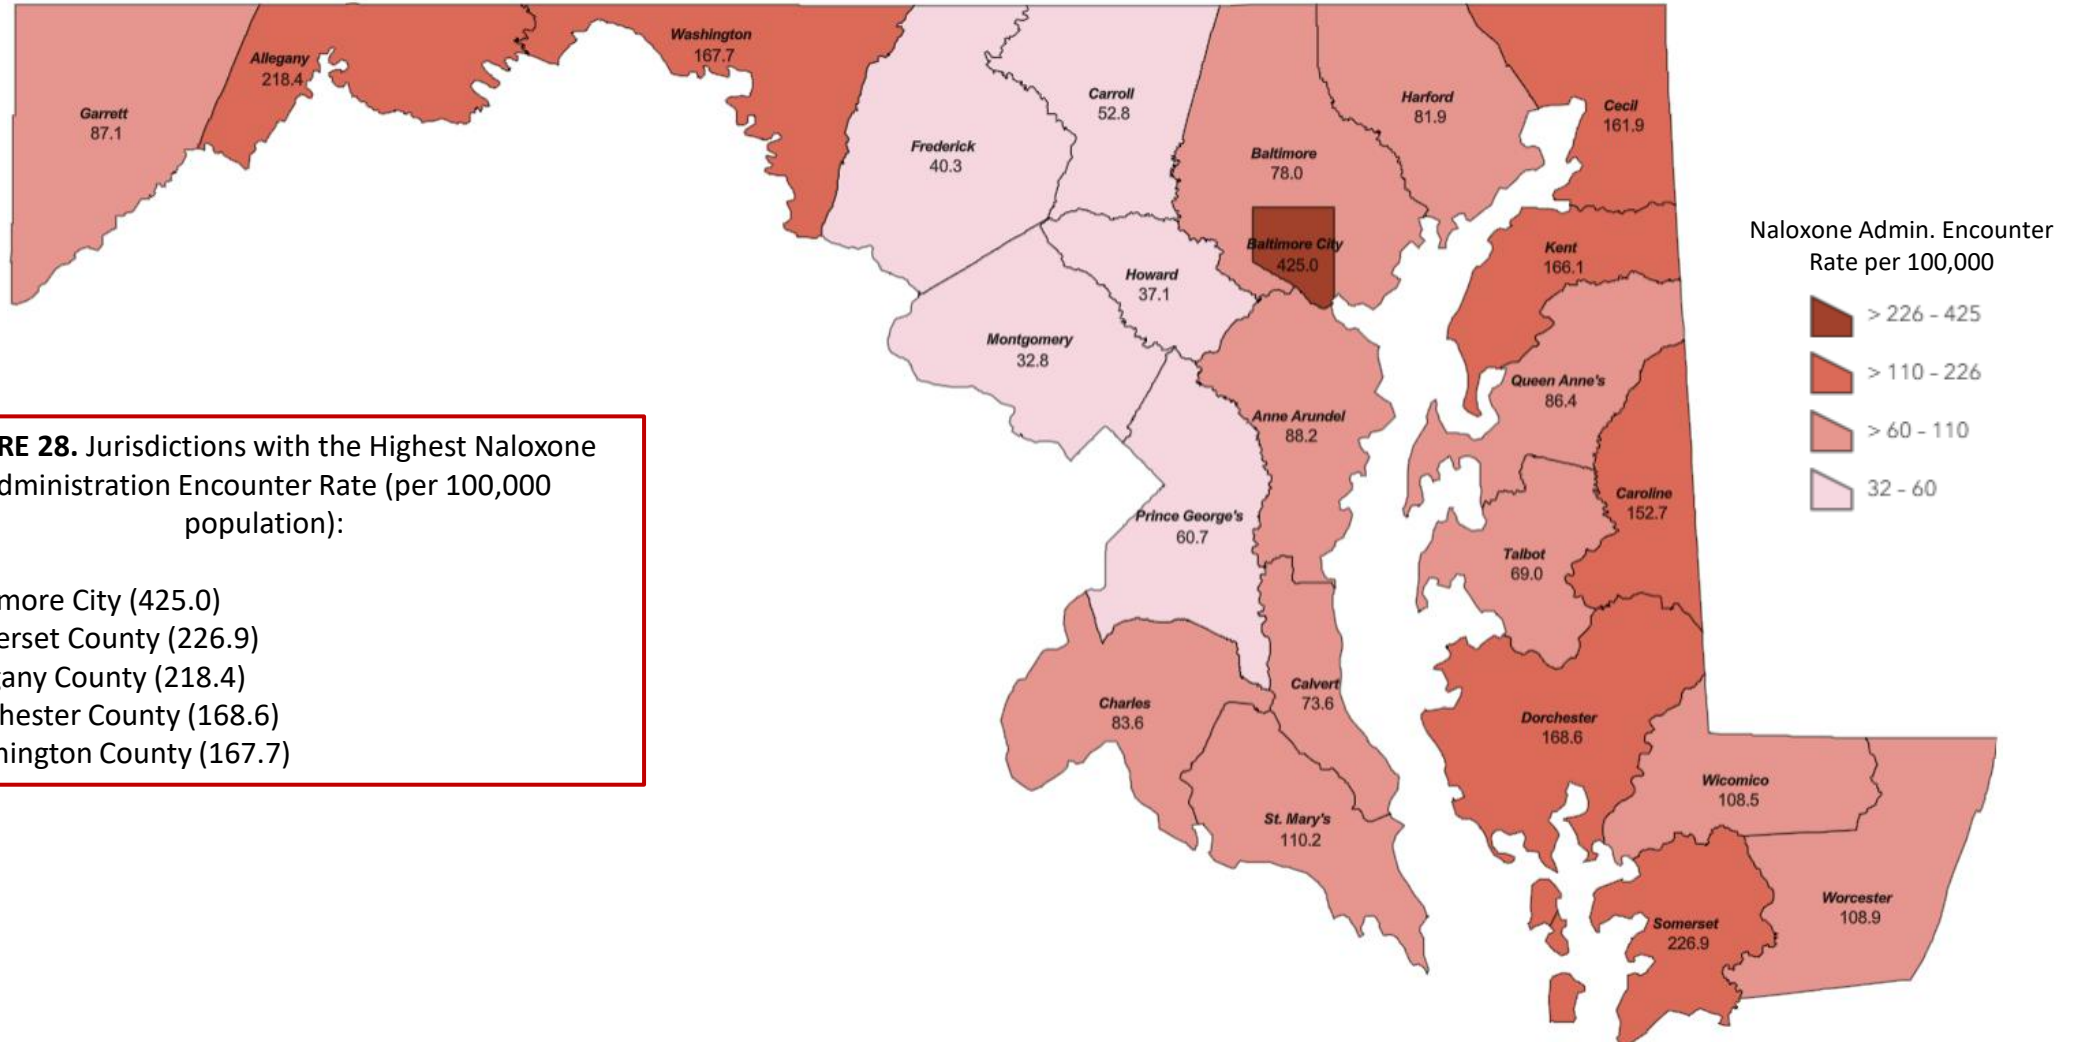 Garrett
87.1
Allegany
218.4
Washington
167.7
Frederick
40.3
Carroll
52.8
Baltimore
78.0
Baltimore City
425.0
Harford
81.9
Cecil
161.9
Kent
166.1
Howard
37.1
Montgomery
32.8
Queen Anne's
86.4
Anne Arundel
88.2
Prince George's
60.7
Caroline
152.7
Talbot
69.0
Charles
83.6
Calvert
73.6
St. Mary's
110.2
Dorchester
168.6
Wicomico
108.5
Worcester
108.9
Somerset
226.9
Naloxone Admin. Encounter
Rate per 100,000
> 226 - 425
> 110 - 226
> 60 - 110
32 - 60
RE 28. Jurisdictions with the Highest Naloxone
dministration Encounter Rate (per 100,000
population):
more City (425.0)
erset County (226.9)
gany County (218.4)
hester County (168.6)
hington County (167.7)